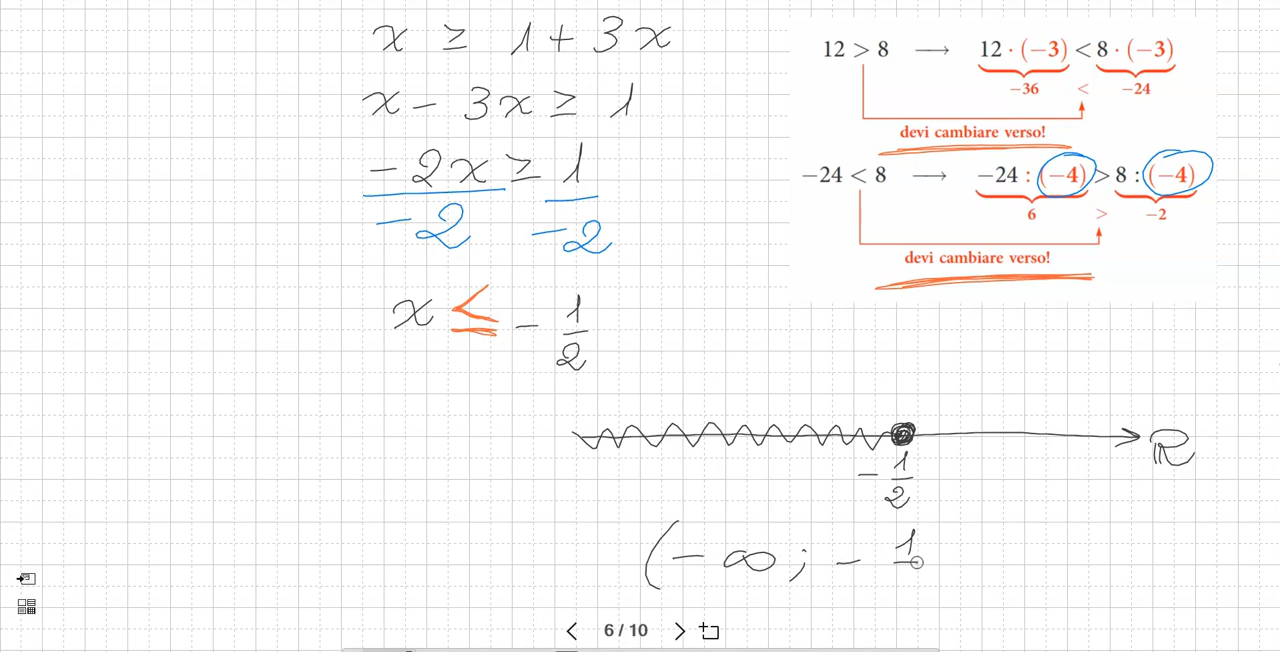 x ≥ 1 + 3x
x - 3x ≥ 1
-2x ≥ 1
-2 -2
x ≤ - 1/2
12 > 8 → 12 · (−3) < 8 · (−3)
−36 < −24
devi cambiare verso!
−24 < 8 → −24 : (−4) > 8 : (−4)
6 > −2
devi cambiare verso!
ℝ
- 1/2
(-∞; - 1
6 / 10